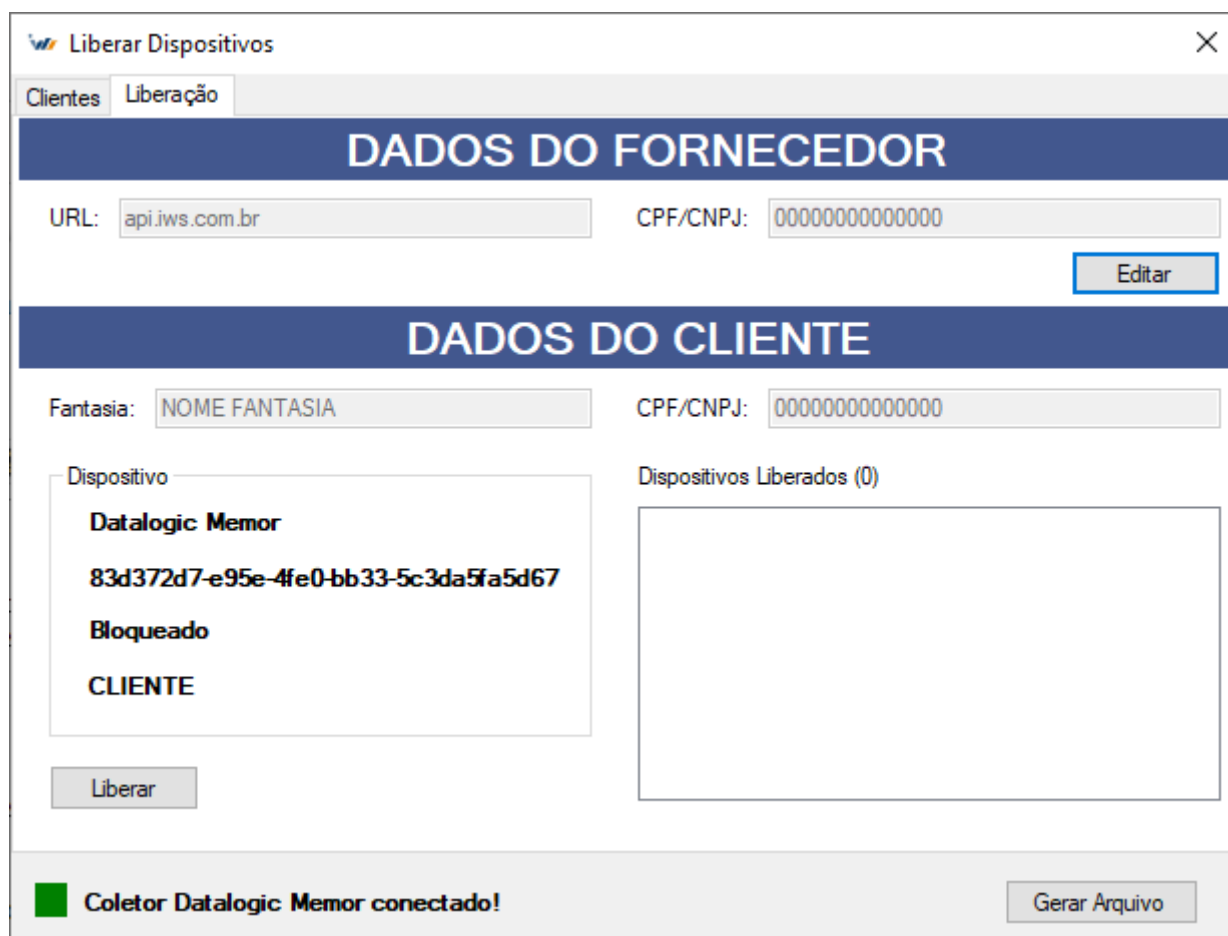 Liberar Dispositivos
Clientes Liberação
DADOS DO FORNECEDOR
URL: api.iws.com.br CPF/CNPJ: 00000000000000
Editar
DADOS DO CLIENTE
Fantasia: NOME FANTASIA CPF/CNPJ: 00000000000000
Dispositivo
Datalogic Memor
83d372d7-e95e-4fe0-bb33-5c3da5fa5d67
Bloqueado
CLIENTE
Liberar
Dispositivos Liberados (0)
Coletor Datalogic Memor conectado!
Gerar Arquivo